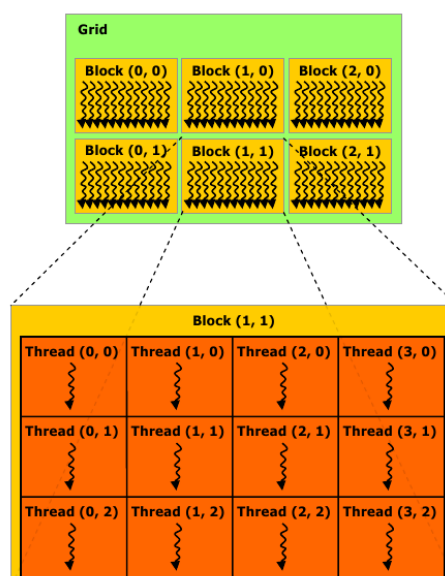 Grid
Block (0, 0) Block (1, 0) Block (2, 0)
Block (0, 1) Block (1, 1) Block (2, 1)
Block (1, 1)
Thread (0, 0) Thread (1, 0) Thread (2, 0) Thread (3, 0)
Thread (0, 1) Thread (1, 1) Thread (2, 1) Thread (3, 1)
Thread (0, 2) Thread (1, 2) Thread (2, 2) Thread (3, 2)